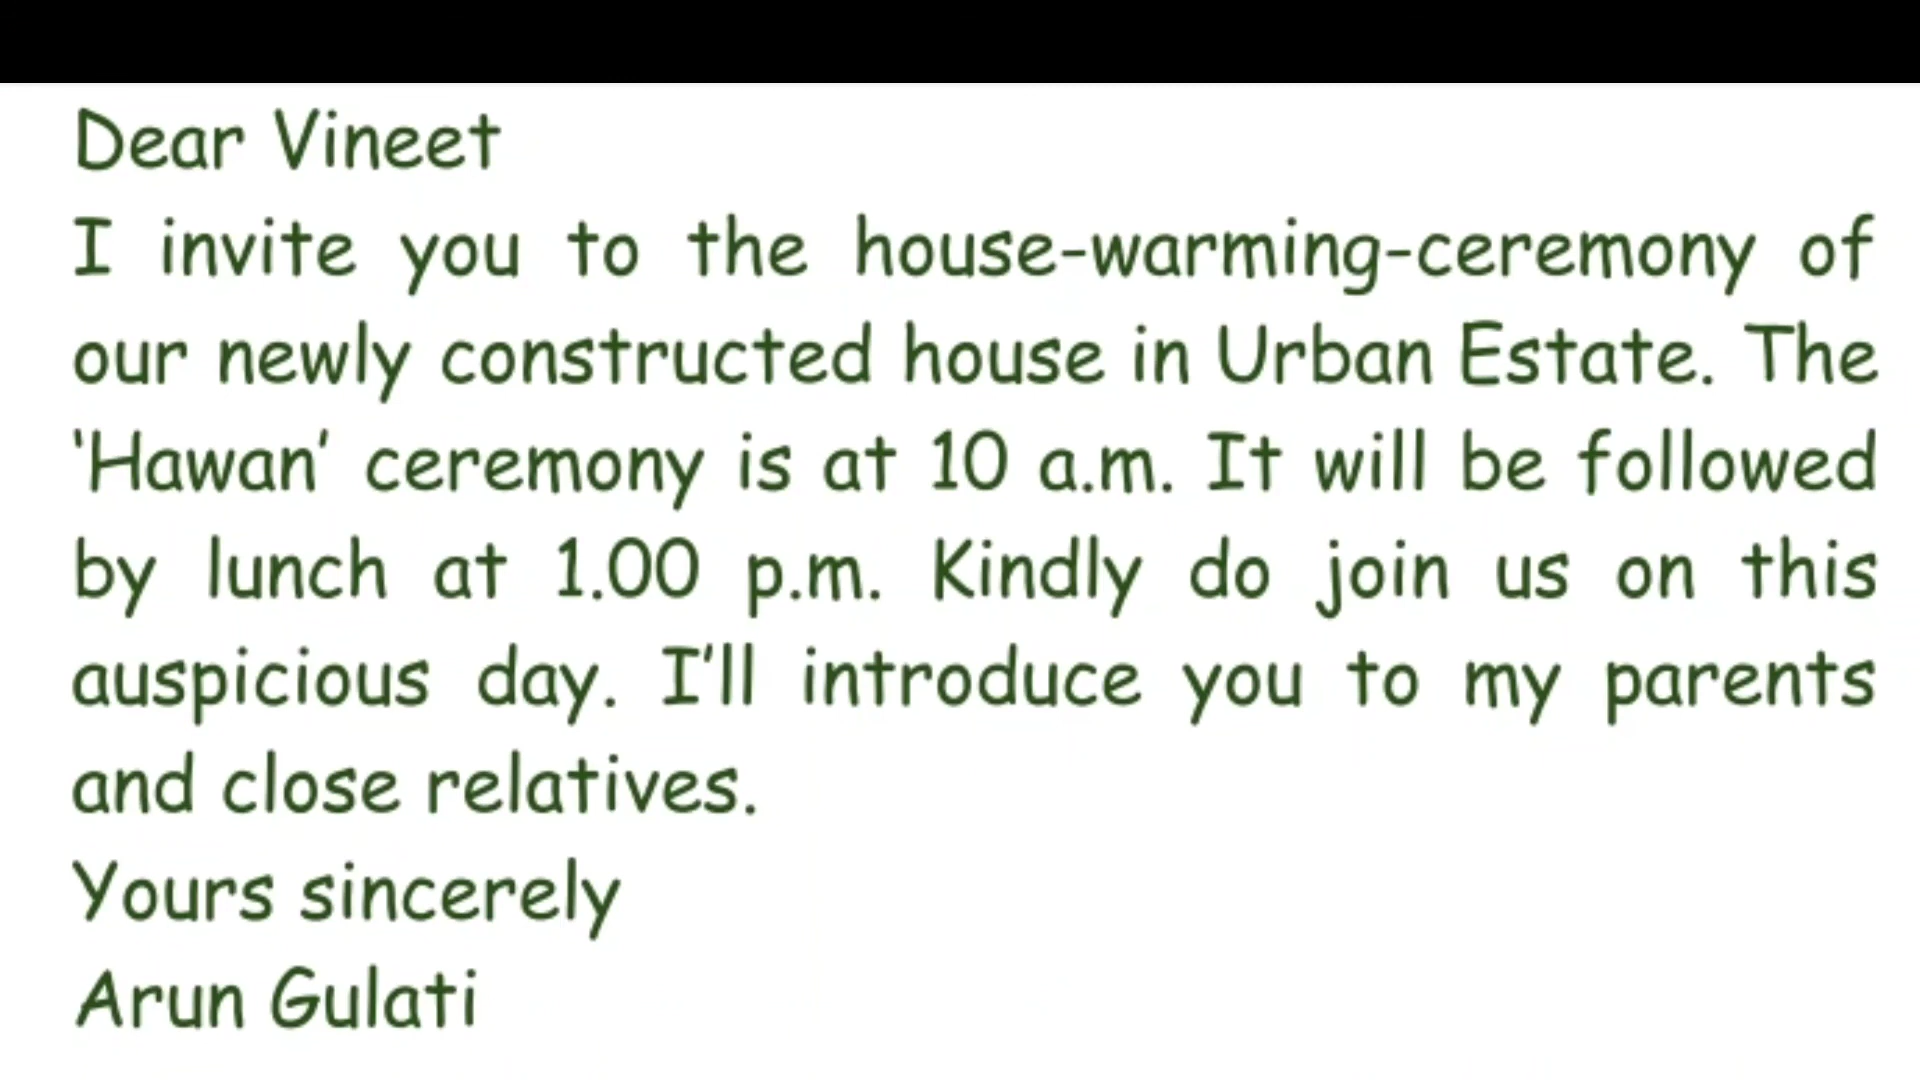 Dear Vineet
I invite you to the house-warming-ceremony of
our newly constructed house in Urban Estate. The
‘Hawan’ ceremony is at 10 a.m. It will be followed
by lunch at 1.00 p.m. Kindly do join us on this
auspicious day. I’ll introduce you to my parents
and close relatives.
Yours sincerely
Arun Gulati